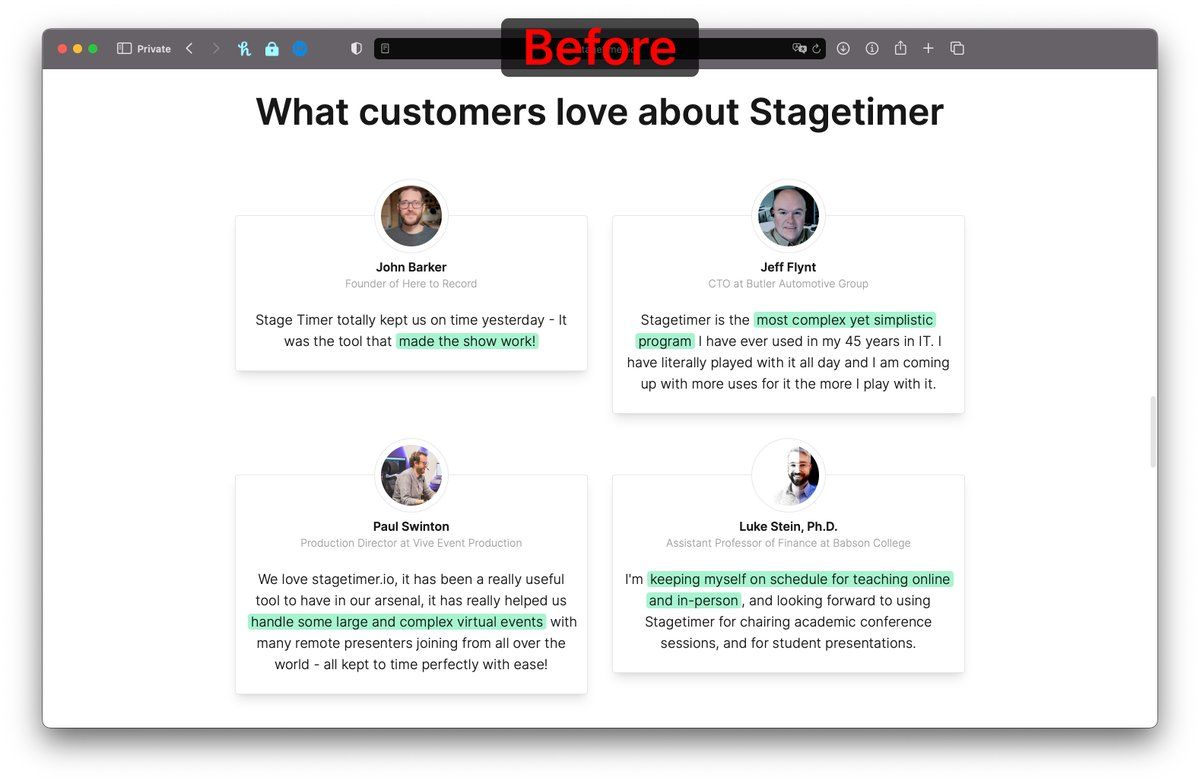 Private
Before
What customers love about Stagetimer
John Barker
Founder of Here to Record
Stage Timer totally kept us on time yesterday - It
was the tool that made the show work!
Jeff Flynt
CTO at Butler Automotive Group
Stagetimer is the most complex yet simplistic
program I have ever used in my 45 years in IT. I
have literally played with it all day and I am coming
up with more uses for it the more I play with it.
Paul Swinton
Production Director at Vive Event Production
We love stagetimer.io, it has been a really useful
tool to have in our arsenal, it has really helped us
handle some large and complex virtual events with
many remote presenters joining from all over the
world - all kept to time perfectly with ease!
Luke Stein, Ph.D.
Assistant Professor of Finance at Babson College
I'm keeping myself on schedule for teaching online
and in-person, and looking forward to using
Stagetimer for chairing academic conference
sessions, and for student presentations.